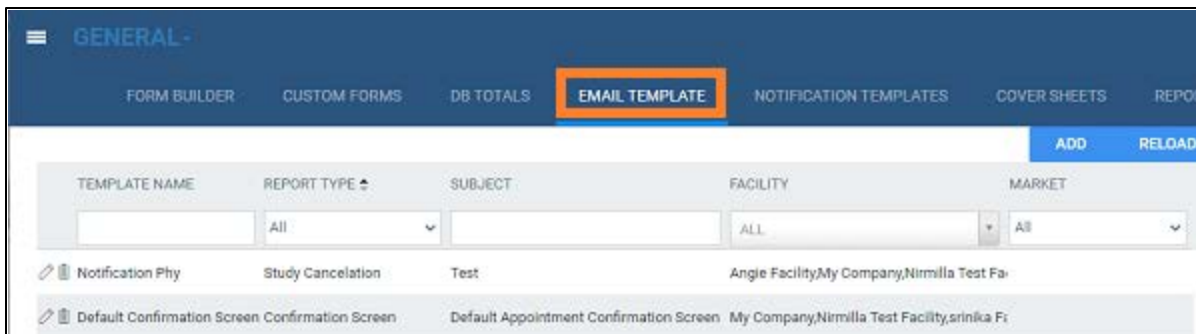 GENERAL-
FORM BUILDER CUSTOM FORMS DB TOTALS EMAIL TEMPLATE NOTIFICATION TEMPLATES COVER SHEETS REPO
ADD RELOAD
TEMPLATE NAME REPORT TYPE SUBJECT FACILITY MARKET
All ALL All
Notification Phy Study Cancelation Test Angie Facility,My Company,Nirmilla Test Fa
Default Confirmation Screen Confirmation Screen Default Appointment Confirmation Screen My Company,Nirmilla Test Facility,srinika Fa